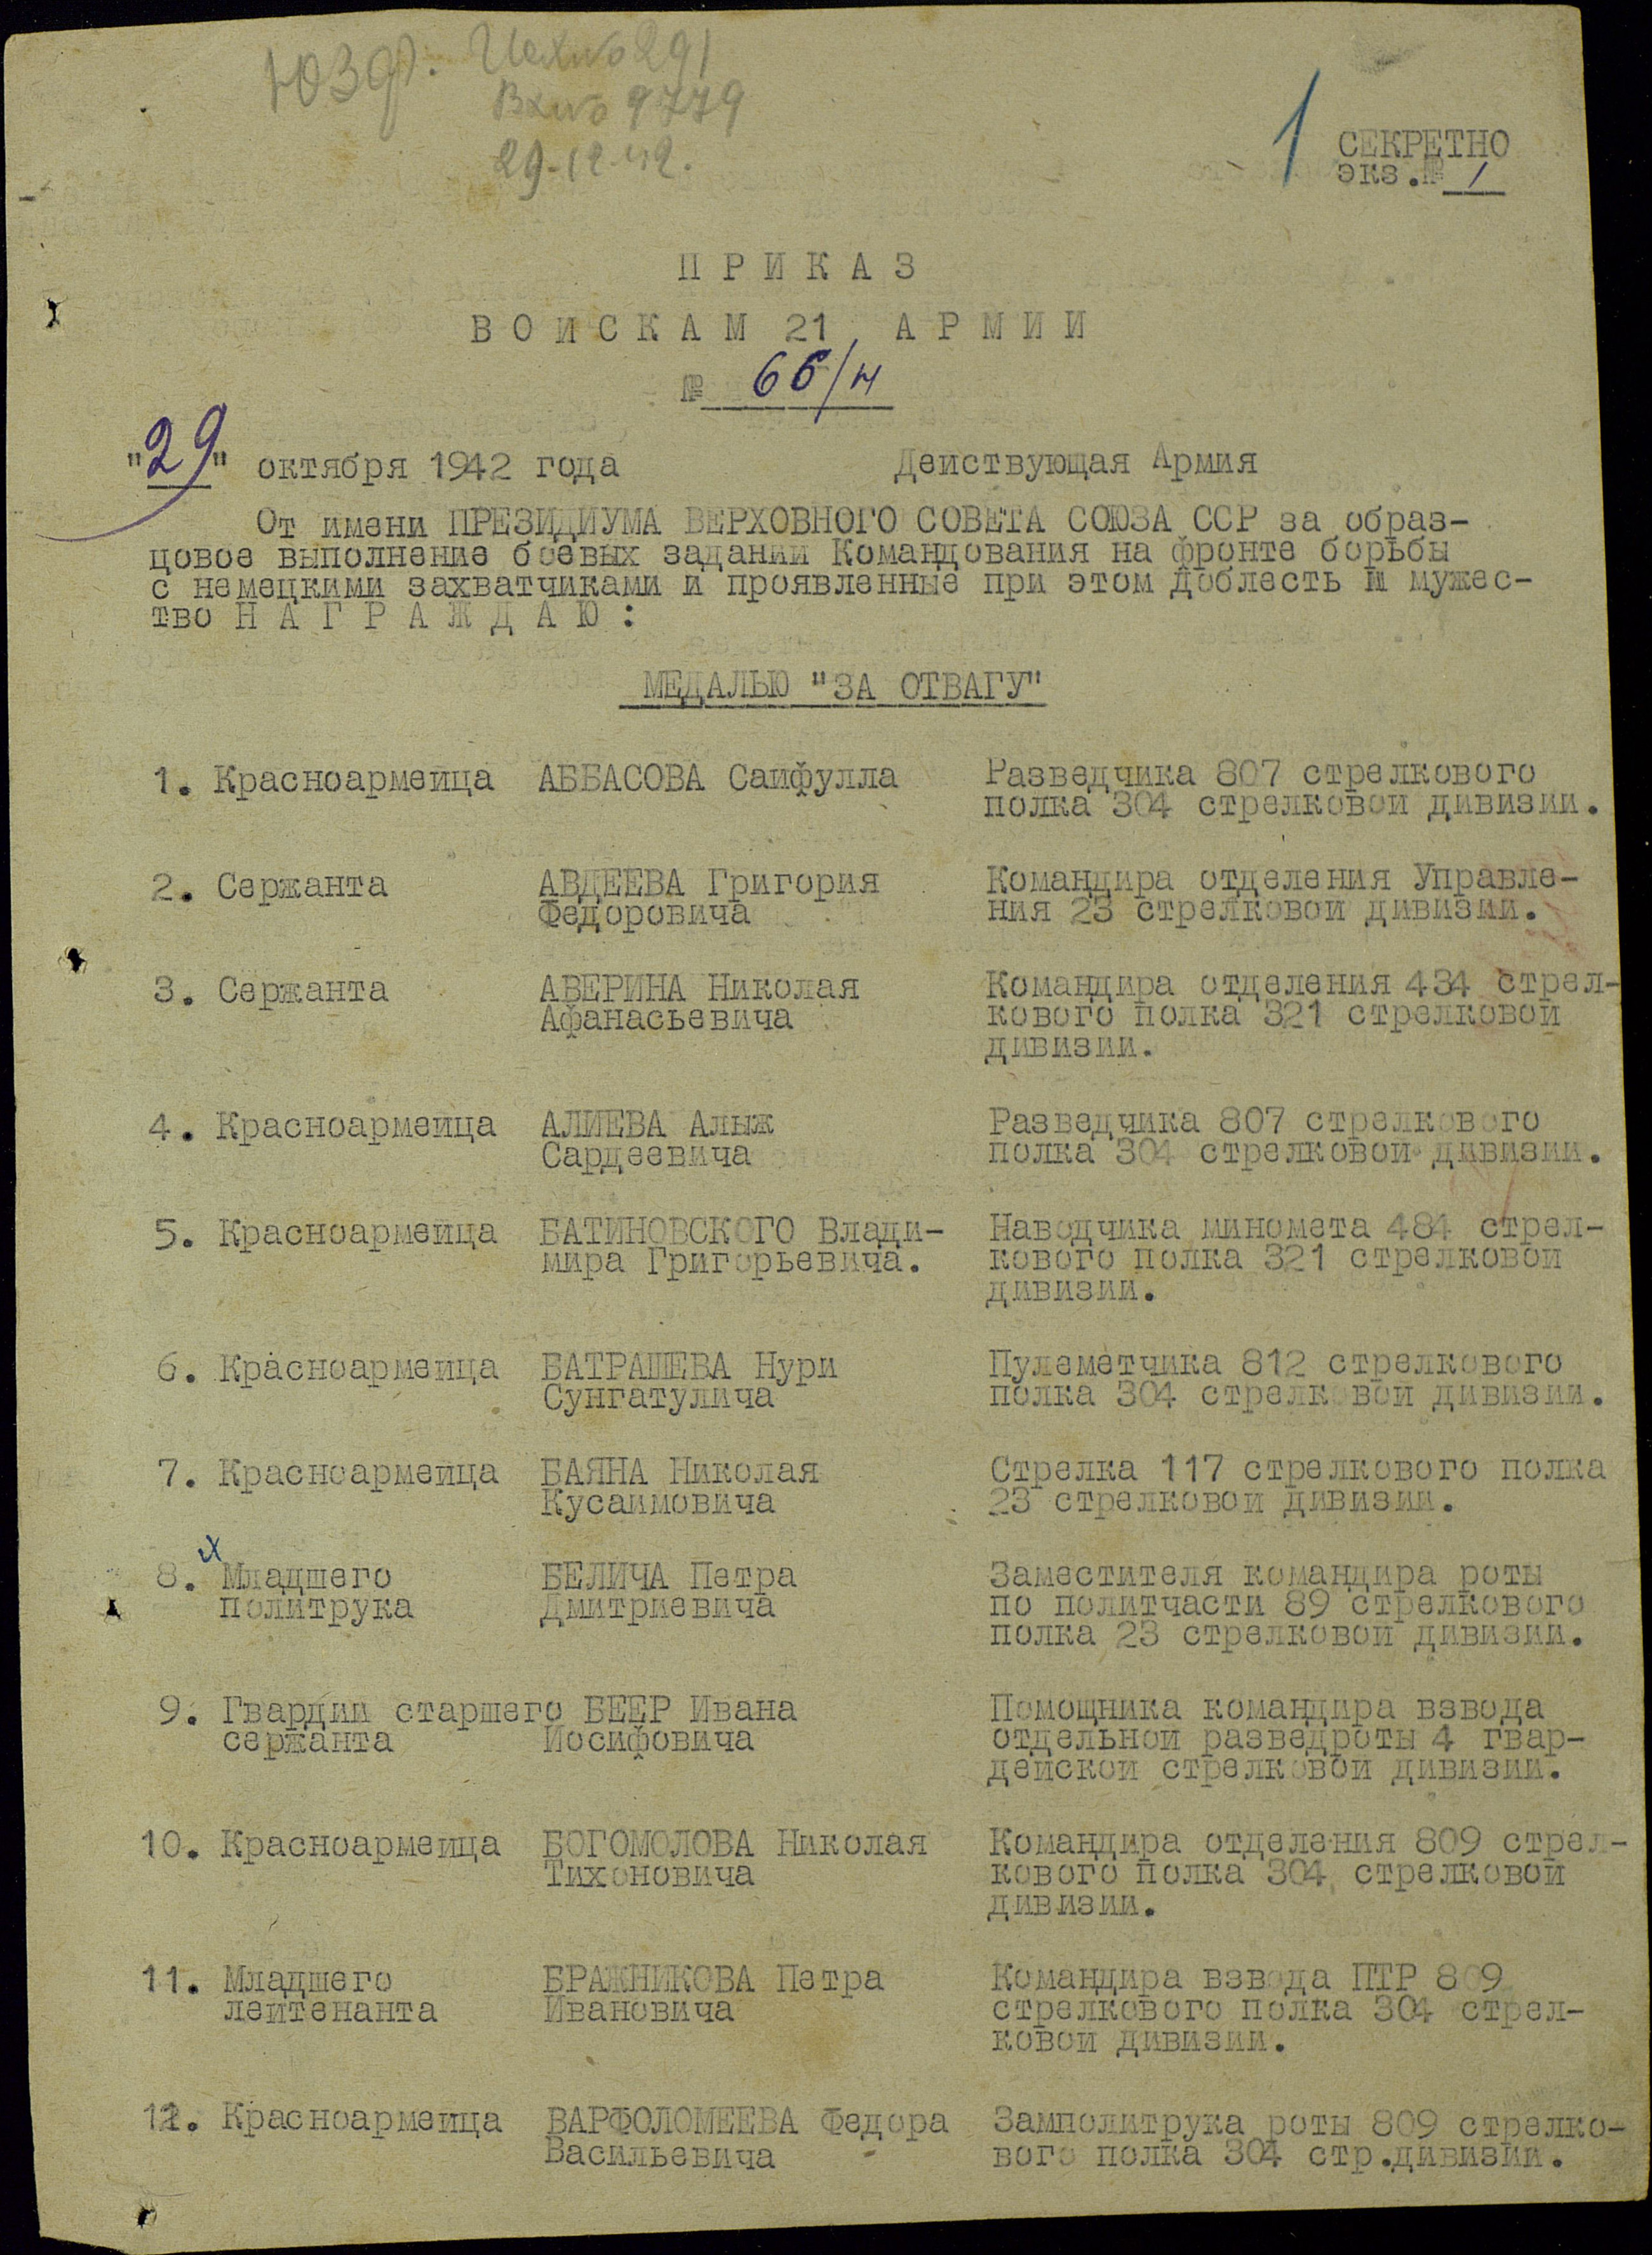 ЮЗФ. Исх№ 291
Вх№ 9779
29-12-42.
1
СЕКРЕТНО
экз.№ 1
ПРИКАЗ
ВОЙСКАМ 21 АРМИИ
№ 66/н
"29" октября 1942 года Действующая Армия
От имени ПРЕЗИДИУМА ВЕРХОВНОГО СОВЕТА СОЮЗА ССР за образ-
цовое выполнение боевых заданий Командования на фронте борьбы
с немецкими захватчиками и проявленные при этом доблесть и мужес-
тво НАГРАЖДАЮ:
МЕДАЛЬЮ "ЗА ОТВАГУ"
1. Красноармейца АББАСОВА Сайфулла Разведчика 807 стрелкового
полка 304 стрелковой дивизии.
2. Сержанта АВДЕЕВА Григория Командира отделения Управле-
Федоровича ния 23 стрелковой дивизии.
3. Сержанта АВЕРИНА Николая Командира отделения 434 стрел-
Афанасьевича кового полка 321 стрелковой
дивизии.
4. Красноармейца АЛИЕВА Алыж Разведчика 807 стрелкового
Сардеевича полка 304 стрелковой дивизии.
5. Красноармейца БАТИНОВСКОГО Влади- Наводчика миномета 484 стрел-
мира Григорьевича. кового полка 321 стрелковой
дивизии.
6. Красноармейца БАТРАШЕВА Нури Пулеметчика 812 стрелкового
Сунгатулича полка 304 стрелковой дивизии.
7. Красноармейца БАЯНА Николая Стрелка 117 стрелкового полка
Кусаимовича 23 стрелковой дивизии.
8. Младшего БЕЛИЧА Петра Заместителя командира роты
политрука Дмитриевича по политчасти 89 стрелкового
полка 23 стрелковой дивизии.
9. Гвардии старшего БЕЕР Ивана Помощника командира взвода
сержанта Иосифовича отдельной разведроты 4 гвар-
дейской стрелковой дивизии.
10. Красноармейца БОГОМОЛОВА Николая Командира отделения 809 стрел-
Тихоновича кового полка 304 стрелковой
дивизии.
11. Младшего БРАЖНИКОВА Петра Командира взвода ПТР 809
лейтенанта Ивановича стрелкового полка 304 стрел-
ковой дивизии.
12. Красноармейца ВАРФОЛОМЕЕВА Федора Замполитрука роты 809 стрелко-
Васильевича вого полка 304 стр.дивизии.